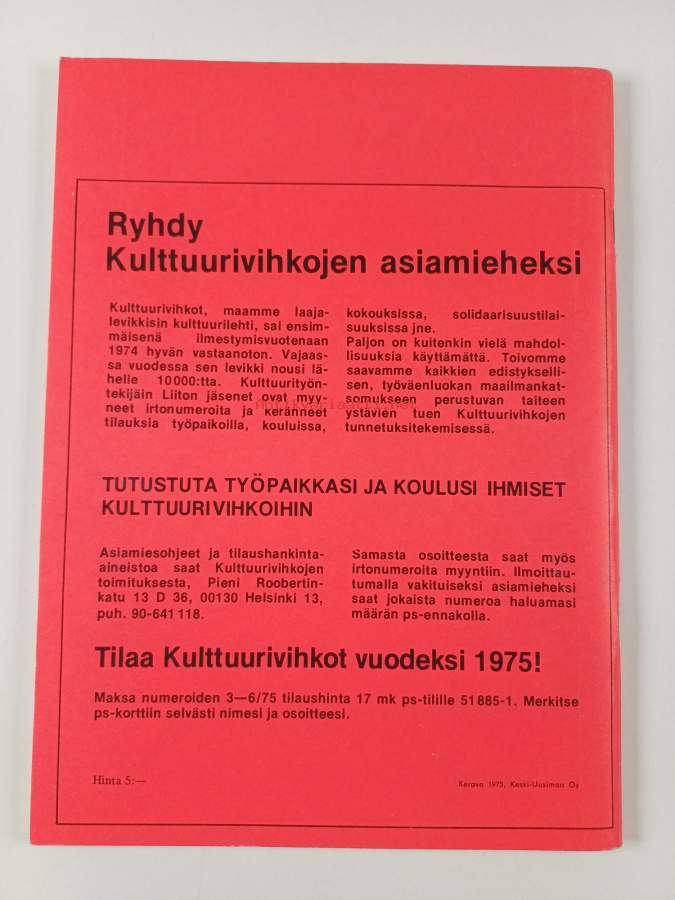 Ryhdy
Kulttuurivihkojen asiamieheksi
Kulttuurivihkot, maamme laaja-
levikkisin kulttuurilehti, sai ensim-
mäisenä ilmestymisvuotenaan
1974 hyvän vastaanoton. Vajaas-
sa vuodessa sen levikki nousi lä-
helle 10 000:tta. Kulttuurityön-
tekijäin Liiton jäsenet ovat myy-
neet irtonumeroita ja keränneet
tilauksia työpaikoilla, kouluissa,
kokouksissa, solidaarisuustilai-
suuksissa jne.
Paljon on kuitenkin vielä mahdol-
lisuuksia käyttämättä. Toivomme
saavamme kaikkien edistykselli-
sen, työväenluokan maailmankat-
somukseen perustuvan taiteen
ystävien tuen Kulttuurivihkojen
tunnetuksitekemisessä.
TUTUSTUTA TYÖPAIKKASI JA KOULUSI IHMISET
KULTTUURIVIHKOIHIN
Asiamiesohjeet ja tilaushankinta-
aineistoa saat Kulttuurivihkojen
toimituksesta, Pieni Roobertin-
katu 13 D 36, 00130 Helsinki 13,
puh. 90-641 118.
Samasta osoitteesta saat myös
irtonumeroita myyntiin. Ilmoittau-
tumalla vakituiseksi asiamieheksi
saat jokaista numeroa haluamasi
määrän ps-ennakolla.
Tilaa Kulttuurivihkot vuodeksi 1975!
Maksa numeroiden 3—6/75 tilaushinta 17 mk ps-tilille 51 885-1. Merkitse
ps-korttiin selvästi nimesi ja osoitteesi.
Hinta 5:—
Kerava 1975, Keski-Uusimaa Oy